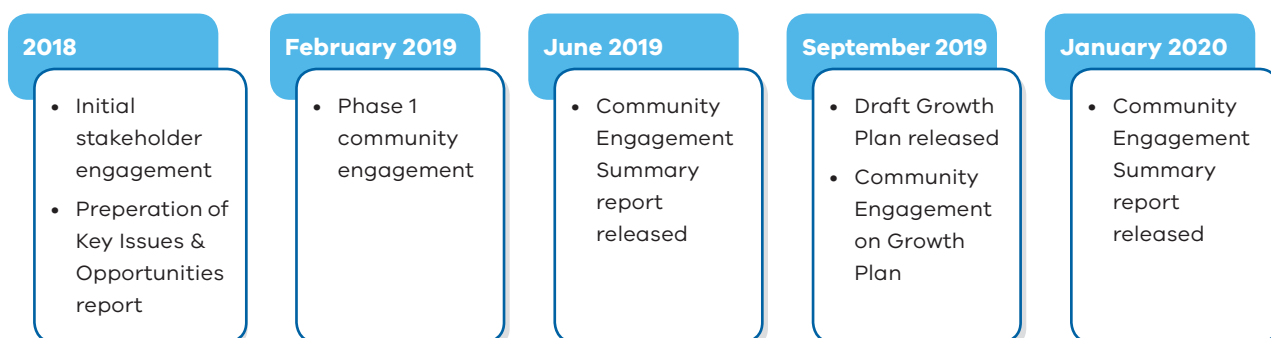 2018
• Initial
stakeholder
engagement
• Preperation of
Key Issues &
Opportunities
report
February 2019
• Phase 1
community
engagement
June 2019
• Community
Engagement
Summary
report
released
September 2019
• Draft Growth
Plan released
• Community
Engagement
on Growth
Plan
January 2020
• Community
Engagement
Summary
report
released